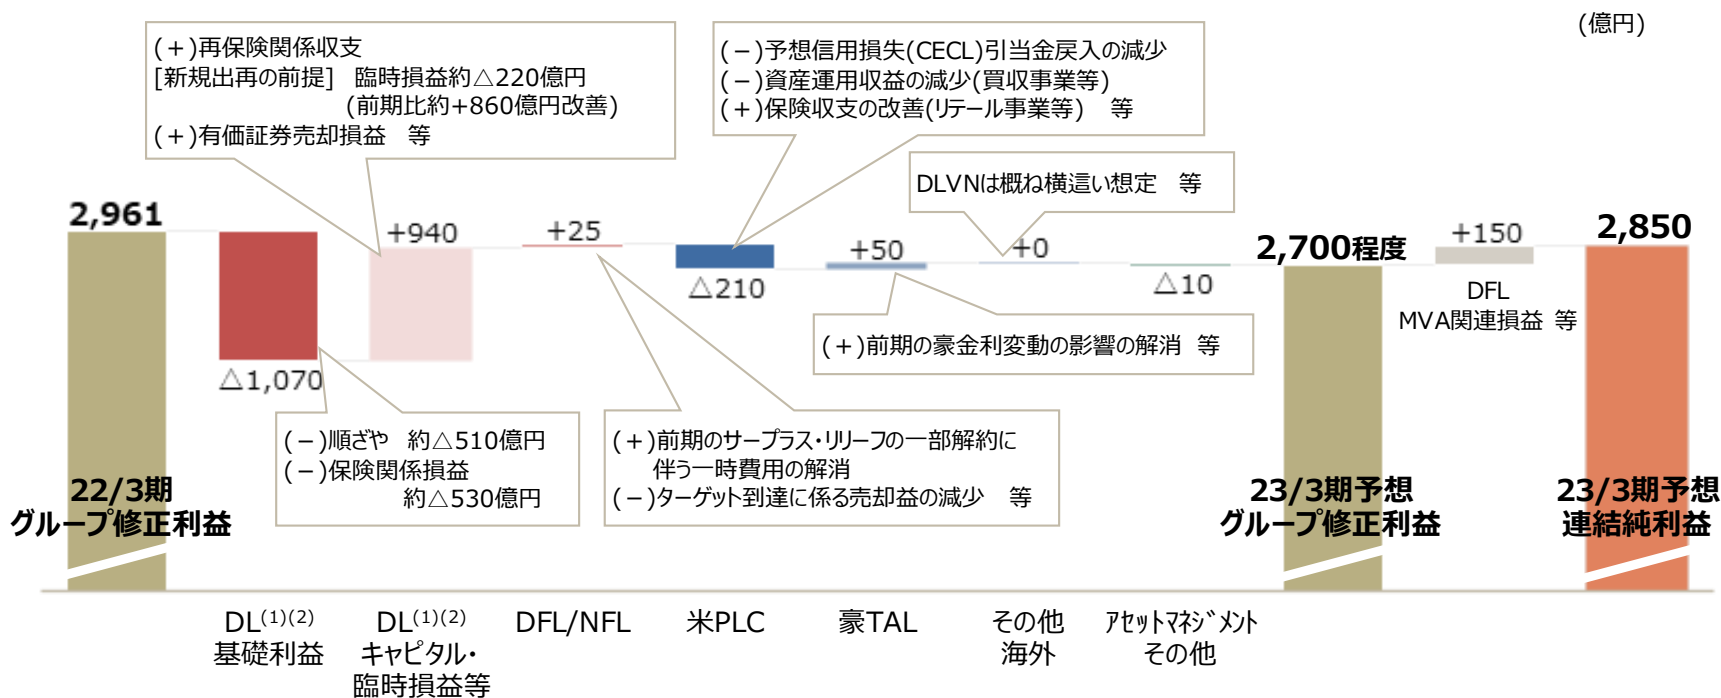 (億円)
(+)再保険関係収支
[新規出再の前提] 臨時損益約△220億円
(前期比約+860億円改善)
(+)有価証券売却損益 等
(-)予想信用損失(CECL)引当金戻入の減少
(-)資産運用収益の減少(買収事業等)
(+)保険収支の改善(リテール事業等) 等
DLVNは概ね横這い想定 等
2,961
+940
+25
△210
+50
+0
△10
2,700程度
+150
2,850
△1,070
DFL
MVA関連損益 等
(+)前期の豪金利変動の影響の解消 等
(-)順ざや 約△510億円
(-)保険関係損益
約△530億円
(+)前期のサープラス・リリーフの一部解約に
伴う一時費用の解消
(-)ターゲット到達に係る売却益の減少 等
22/3期
グループ修正利益
23/3期予想
グループ修正利益
23/3期予想
連結純利益
DL(1)(2)
基礎利益
DL(1)(2)
キャピタル・
臨時損益等
DFL/NFL
米PLC
豪TAL
その他
海外
アセットマネジメント
その他